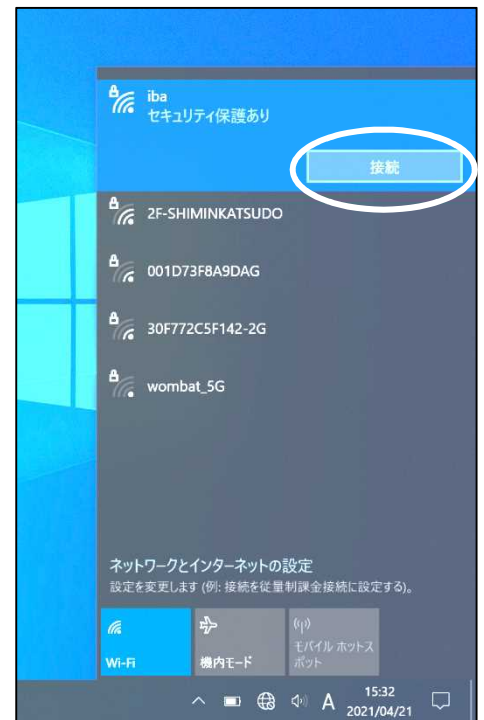 iba
セキュリティ保護あり
接続
2F-SHIMINKATSUDO
001D73F8A9DAG
30F772C5F142-2G
wombat_5G
ネットワークとインターネットの設定
設定を変更します (例: 接続を従量制課金接続に設定する)。
Wi-Fi
機内モード
モバイル ホットス
ポット
A
15:32
2021/04/21